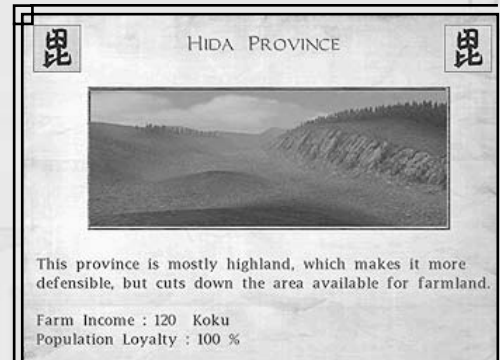 毘 HIDA PROVINCE 毘
This province is mostly highland, which makes it more
defensible, but cuts down the area available for farmland.
Farm Income : 120 Koku
Population Loyalty : 100 %